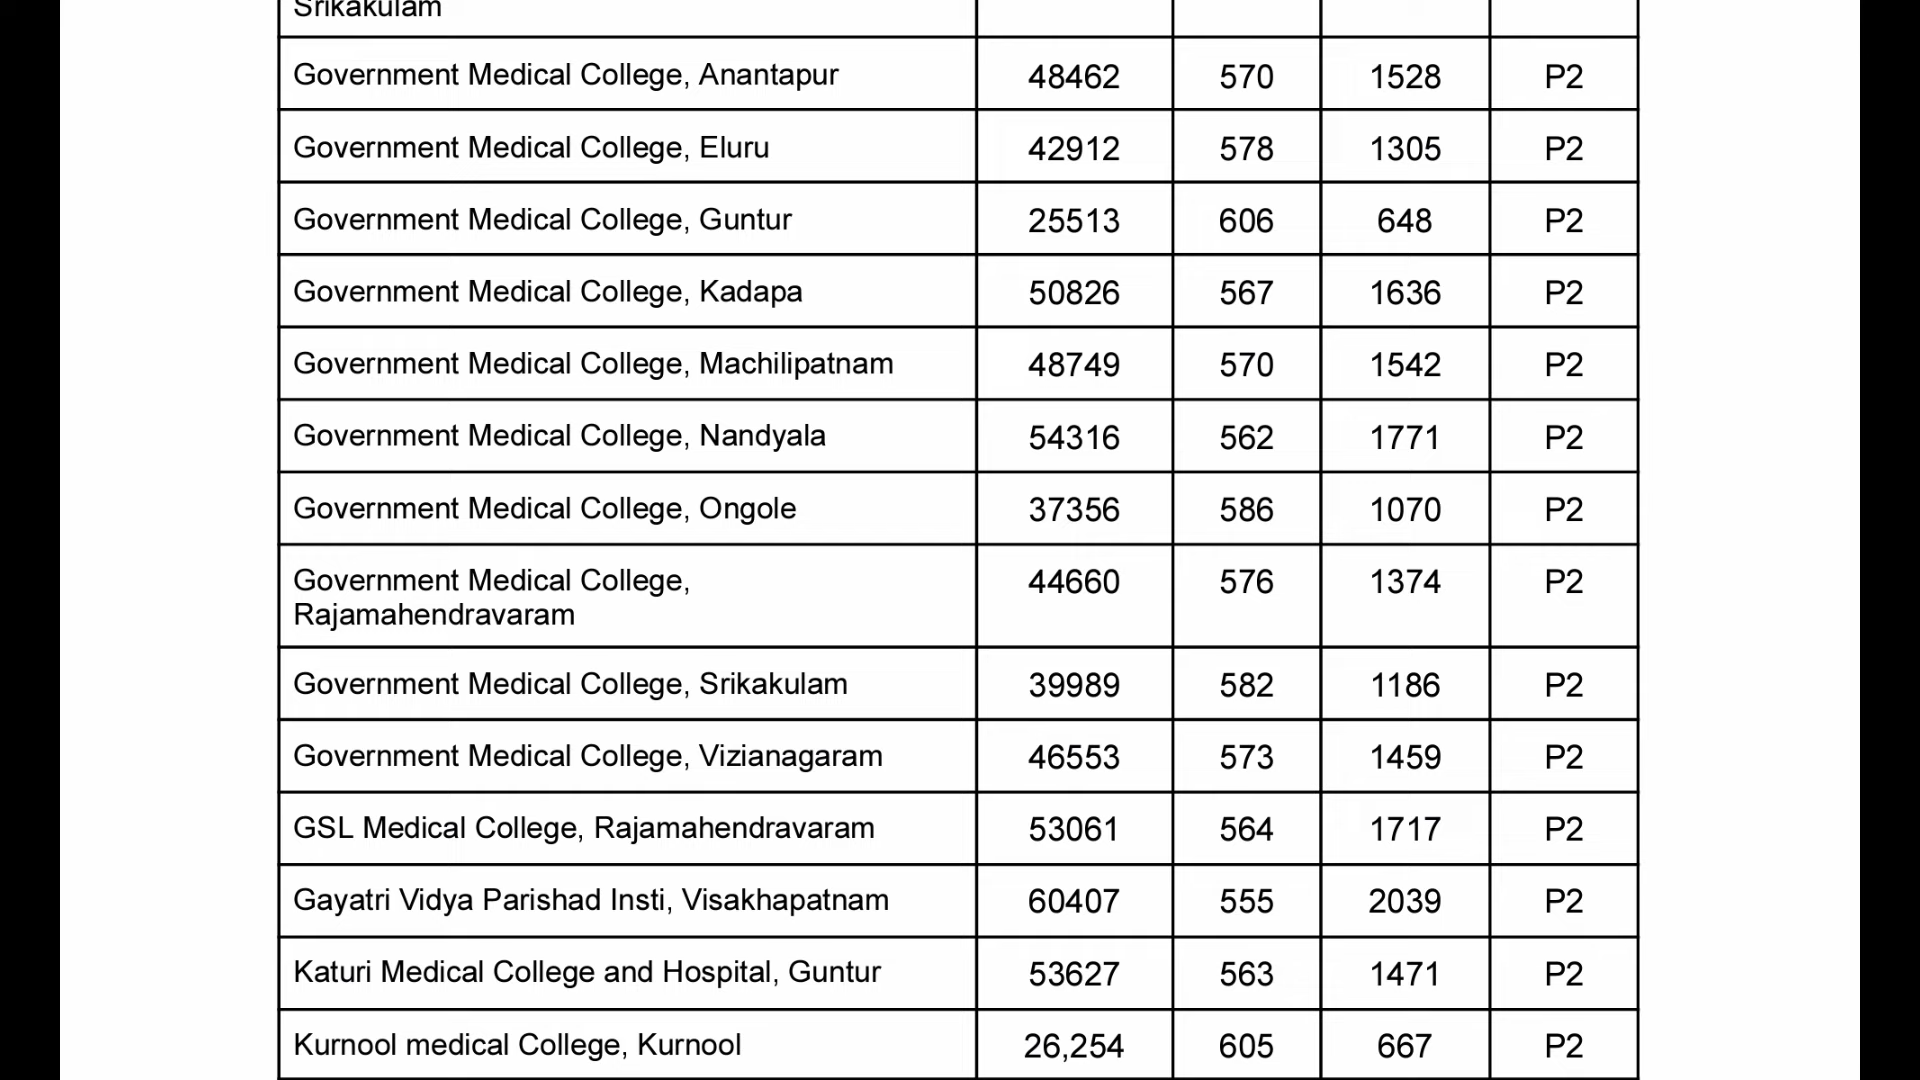 Srikakulam
Government Medical College, Anantapur 48462 570 1528 P2
Government Medical College, Eluru 42912 578 1305 P2
Government Medical College, Guntur 25513 606 648 P2
Government Medical College, Kadapa 50826 567 1636 P2
Government Medical College, Machilipatnam 48749 570 1542 P2
Government Medical College, Nandyala 54316 562 1771 P2
Government Medical College, Ongole 37356 586 1070 P2
Government Medical College, 44660 576 1374 P2
Rajamahendravaram
Government Medical College, Srikakulam 39989 582 1186 P2
Government Medical College, Vizianagaram 46553 573 1459 P2
GSL Medical College, Rajamahendravaram 53061 564 1717 P2
Gayatri Vidya Parishad Insti, Visakhapatnam 60407 555 2039 P2
Katuri Medical College and Hospital, Guntur 53627 563 1471 P2
Kurnool medical College, Kurnool 26,254 605 667 P2